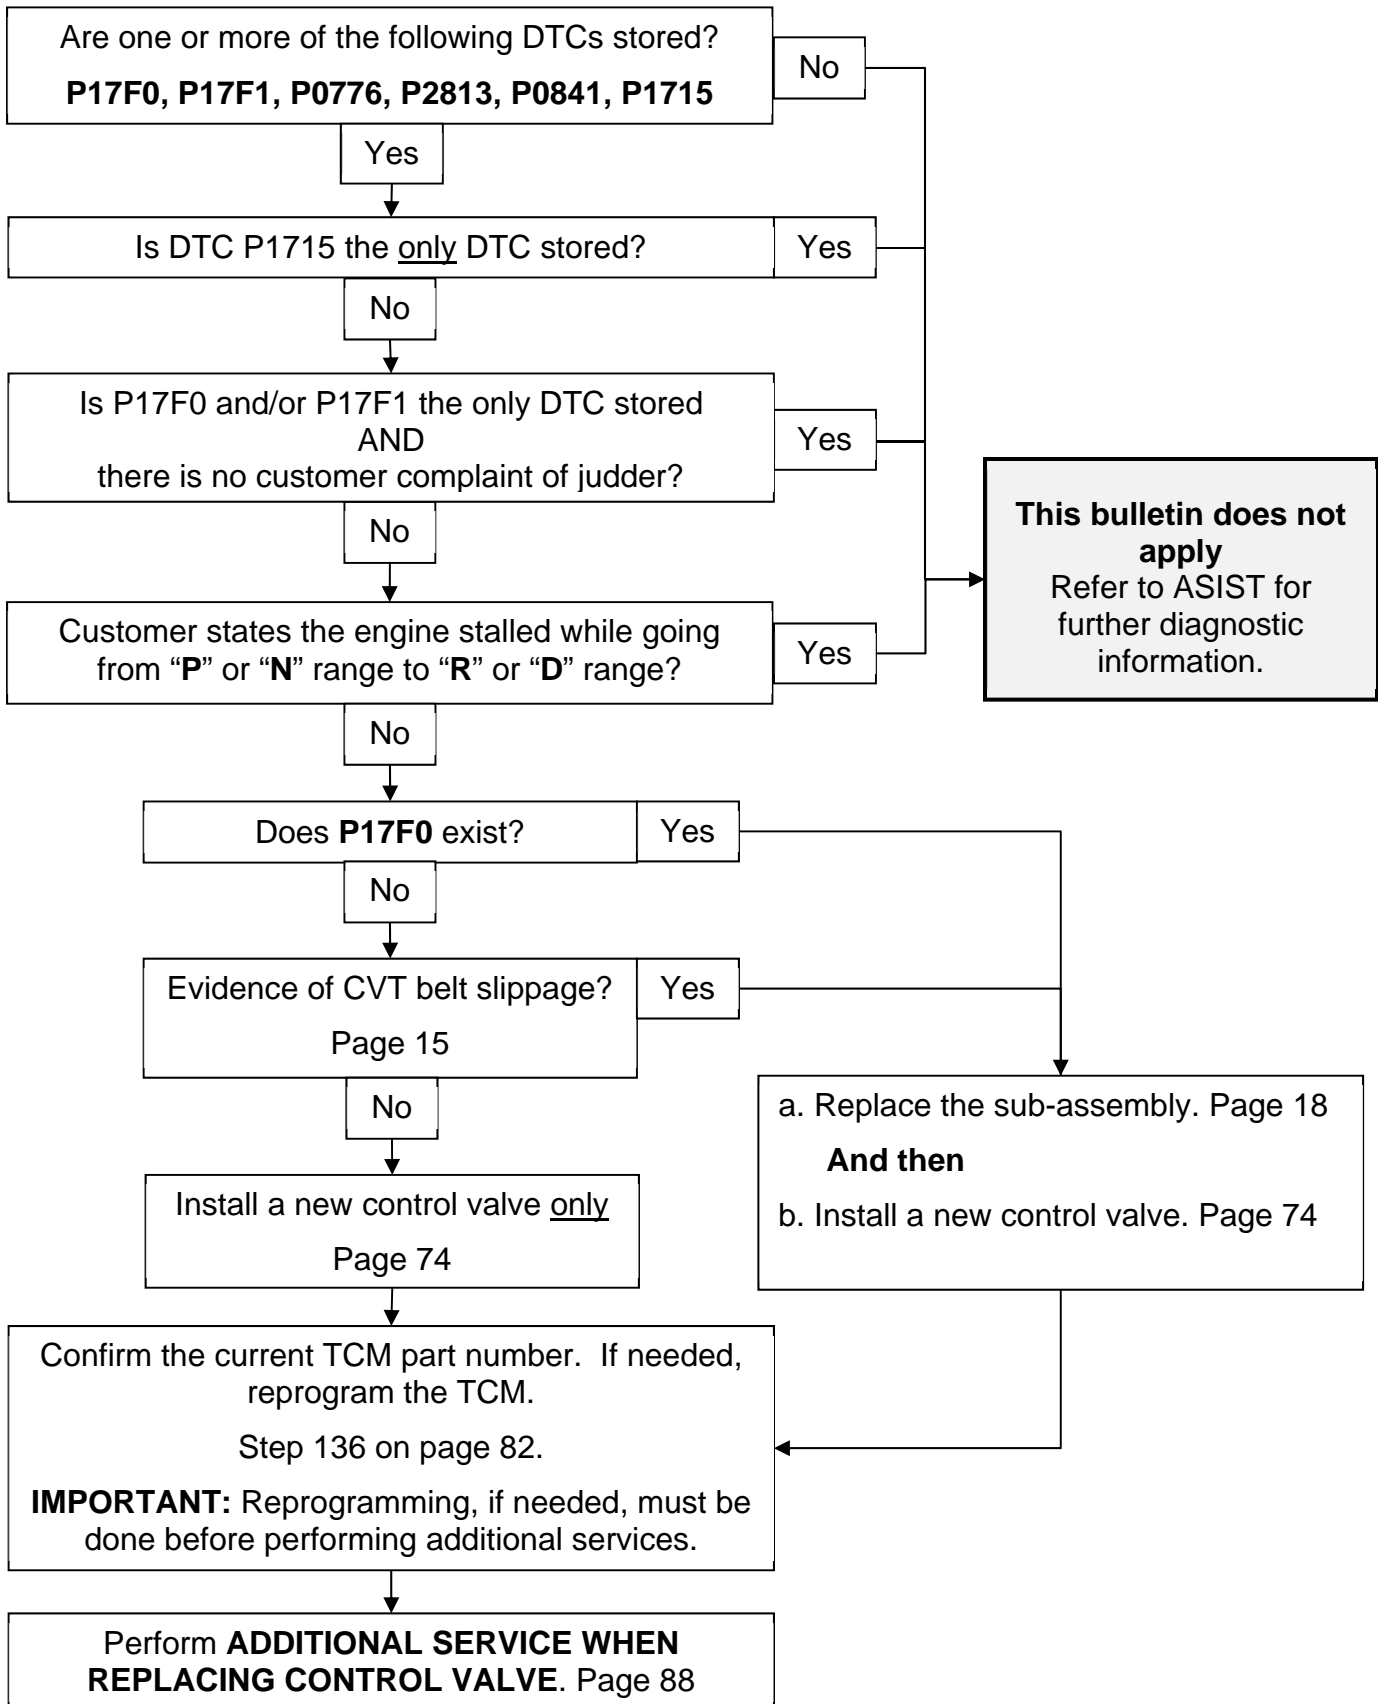 Are one or more of the following DTCs stored?
P17F0, P17F1, P0776, P2813, P0841, P1715
No
Yes
Is DTC P1715 the only DTC stored?
Yes
No
Is P17F0 and/or P17F1 the only DTC stored
AND
there is no customer complaint of judder?
Yes
No
This bulletin does not
apply
Refer to ASIST for
further diagnostic
information.
Customer states the engine stalled while going
from “P” or “N” range to “R” or “D” range?
Yes
No
Does P17F0 exist?
Yes
No
Evidence of CVT belt slippage?
Page 15
Yes
No
a. Replace the sub-assembly. Page 18
And then
b. Install a new control valve. Page 74
Install a new control valve only
Page 74
Confirm the current TCM part number.  If needed,
reprogram the TCM.
Step 136 on page 82.
IMPORTANT: Reprogramming, if needed, must be
done before performing additional services.
Perform ADDITIONAL SERVICE WHEN
REPLACING CONTROL VALVE. Page 88